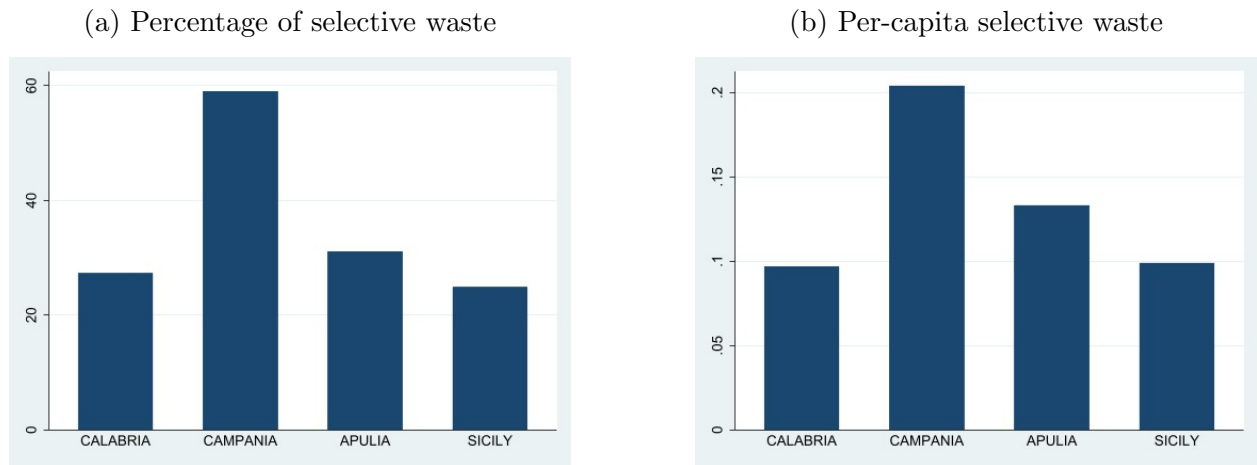 (a) Percentage of selective waste
60
40
20
0
CALABRIA CAMPANIA APULIA SICILY
(b) Per-capita selective waste
.2
.15
.1
.05
0
CALABRIA CAMPANIA APULIA SICILY